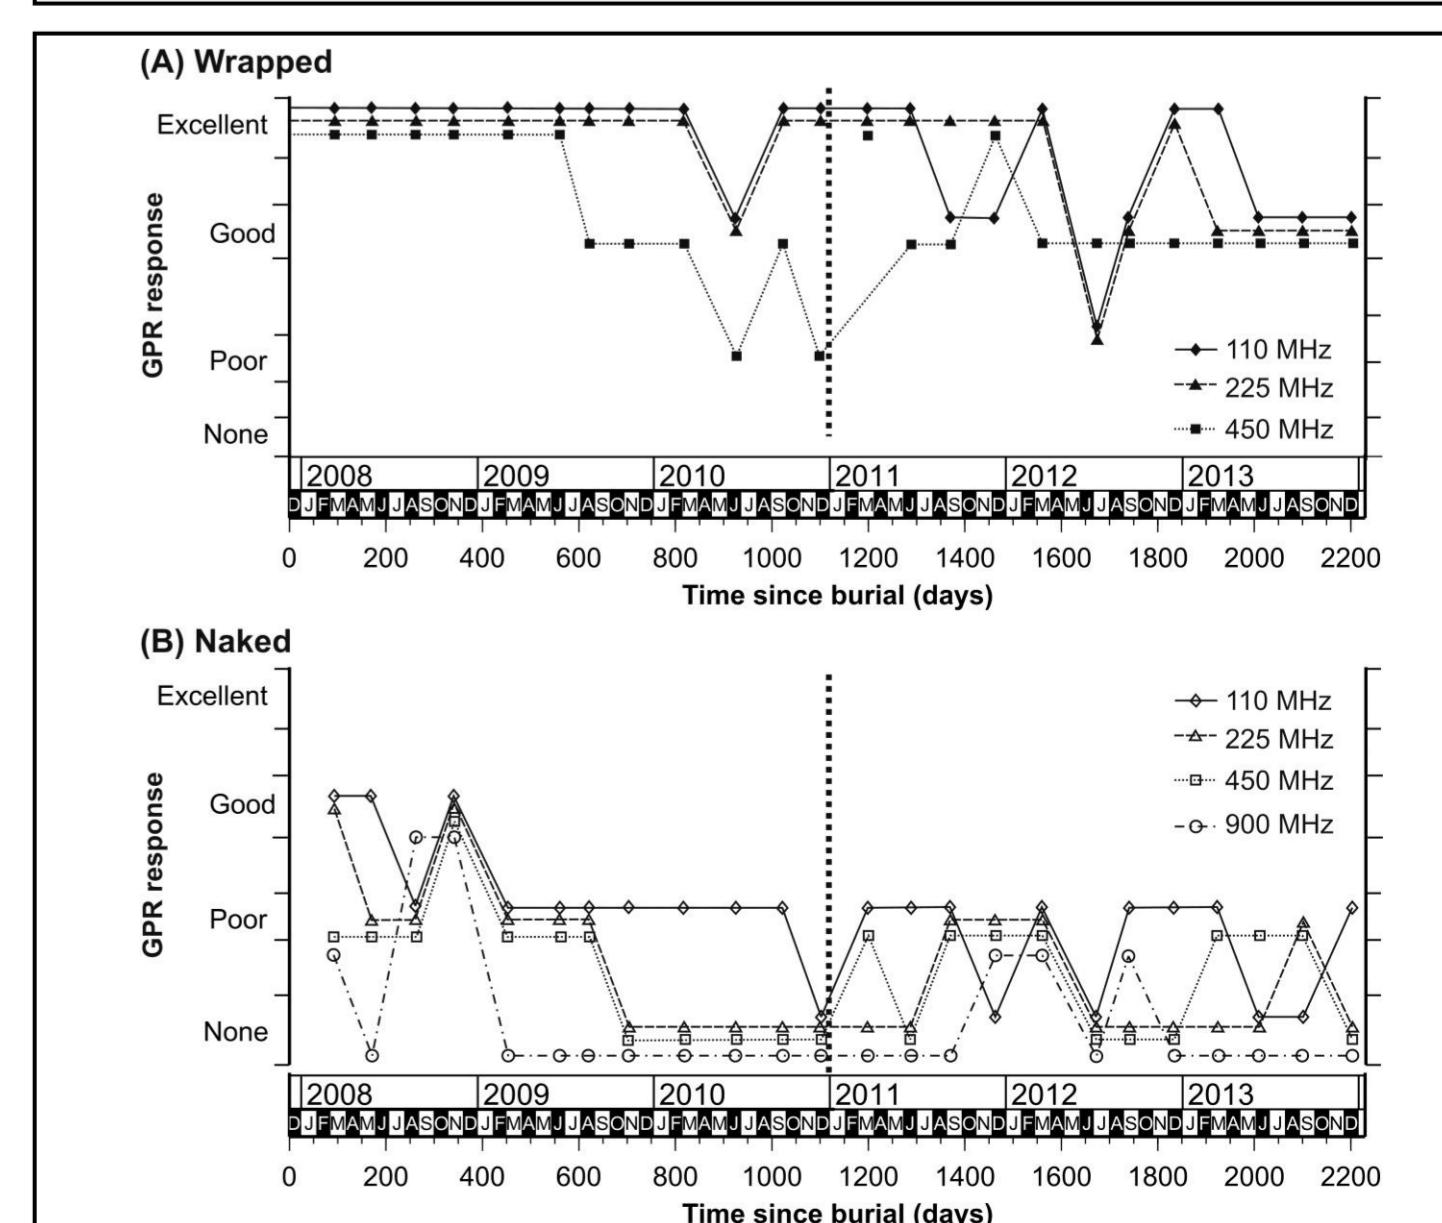 (A) Wrapped
Excellent
Good
Poor
None
GPR response
110 MHz
225 MHz
450 MHz
2008 2009 2010 2011 2012 2013
D J F M A M J J A S O N D J F M A M J J A S O N D J F M A M J J A S O N D J F M A M J J A S O N D J F M A M J J A S O N D J F M A M J J A S O N D
0 200 400 600 800 1000 1200 1400 1600 1800 2000 2200
Time since burial (days)
(B) Naked
Excellent
Good
Poor
None
GPR response
110 MHz
225 MHz
450 MHz
900 MHz
2008 2009 2010 2011 2012 2013
D J F M A M J J A S O N D J F M A M J J A S O N D J F M A M J J A S O N D J F M A M J J A S O N D J F M A M J J A S O N D J F M A M J J A S O N D
0 200 400 600 800 1000 1200 1400 1600 1800 2000 2200
Time since burial (days)